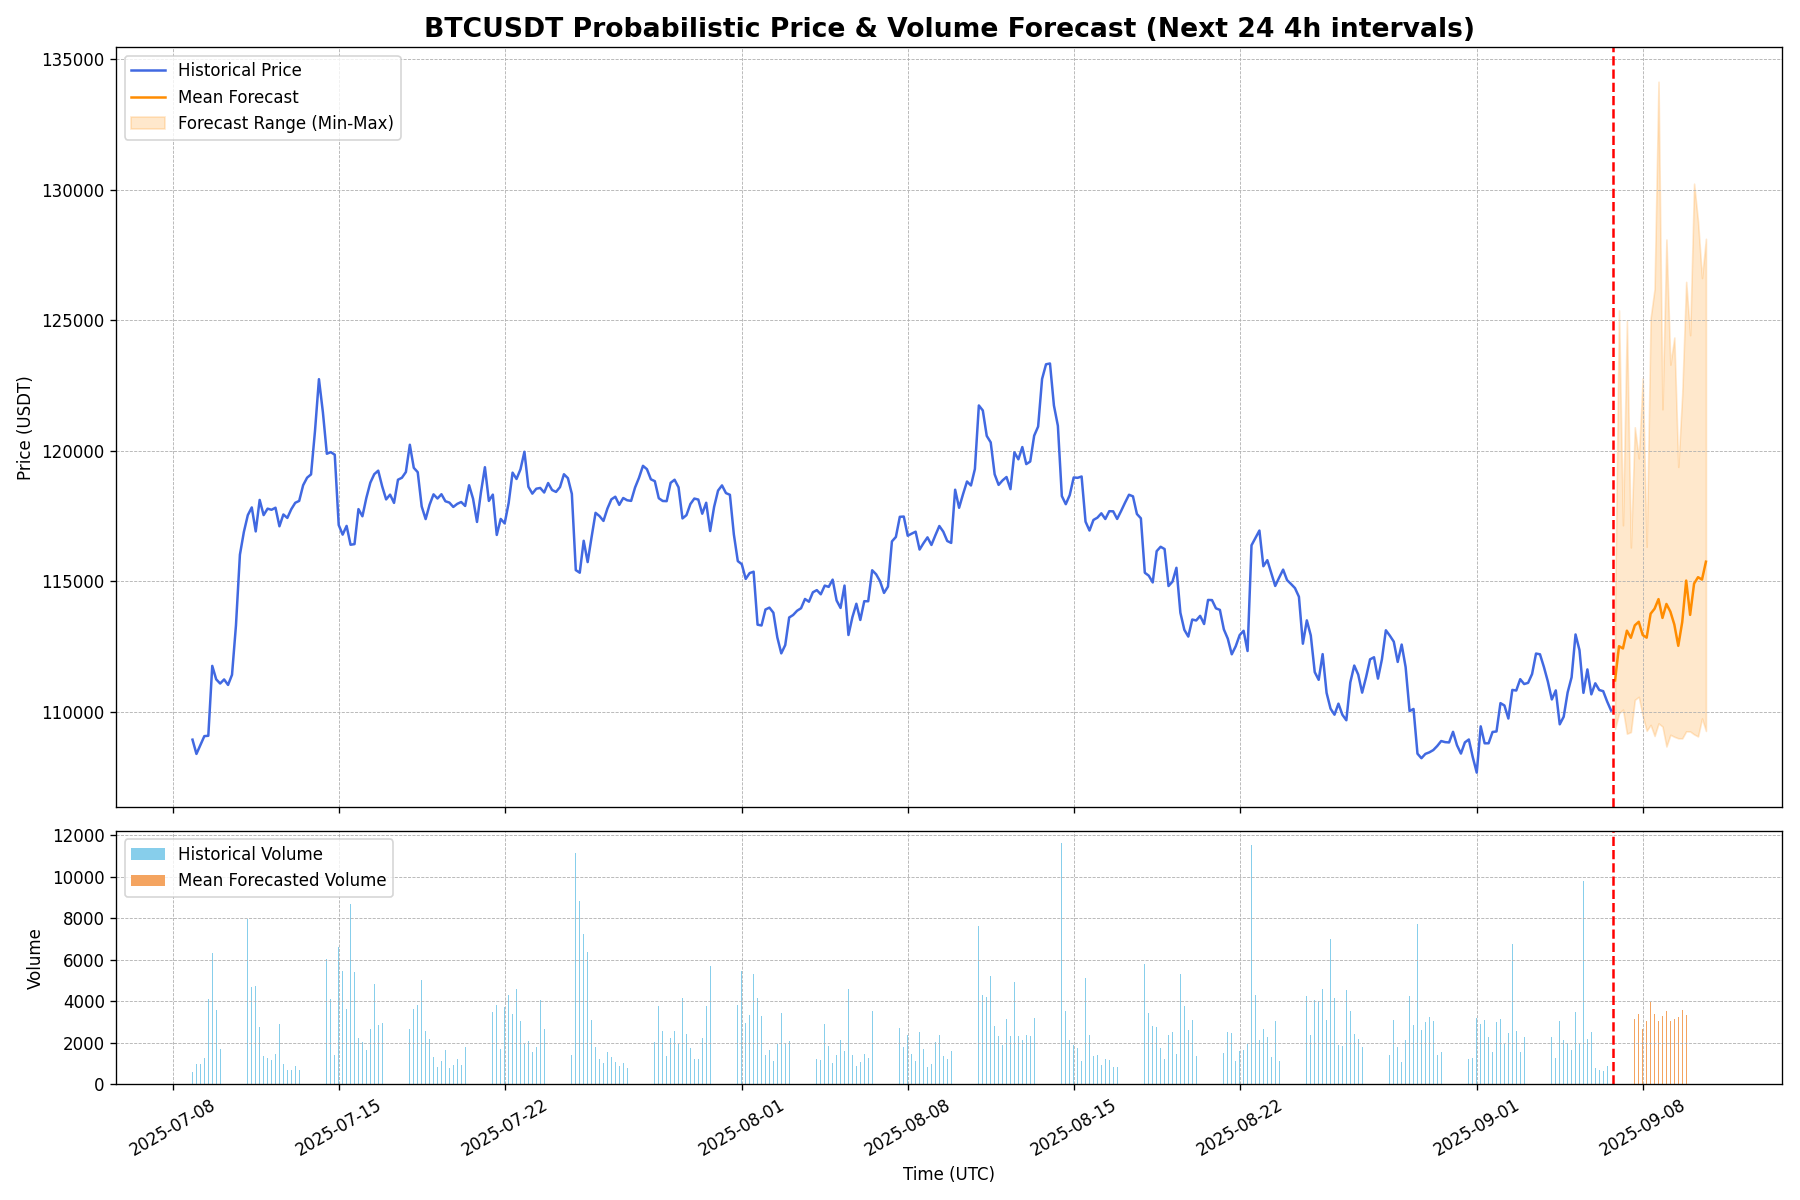 BTCUSDT Probabilistic Price & Volume Forecast (Next 24 4h intervals)
135000
130000
125000
120000
115000
110000
Price (USDT)
Historical Price
Mean Forecast
Forecast Range (Min-Max)
12000
10000
8000
6000
4000
2000
0
Volume
Historical Volume
Mean Forecasted Volume
2025-07-08
2025-07-15
2025-07-22
2025-08-01
2025-08-08
2025-08-15
2025-08-22
2025-09-01
2025-09-08
Time (UTC)